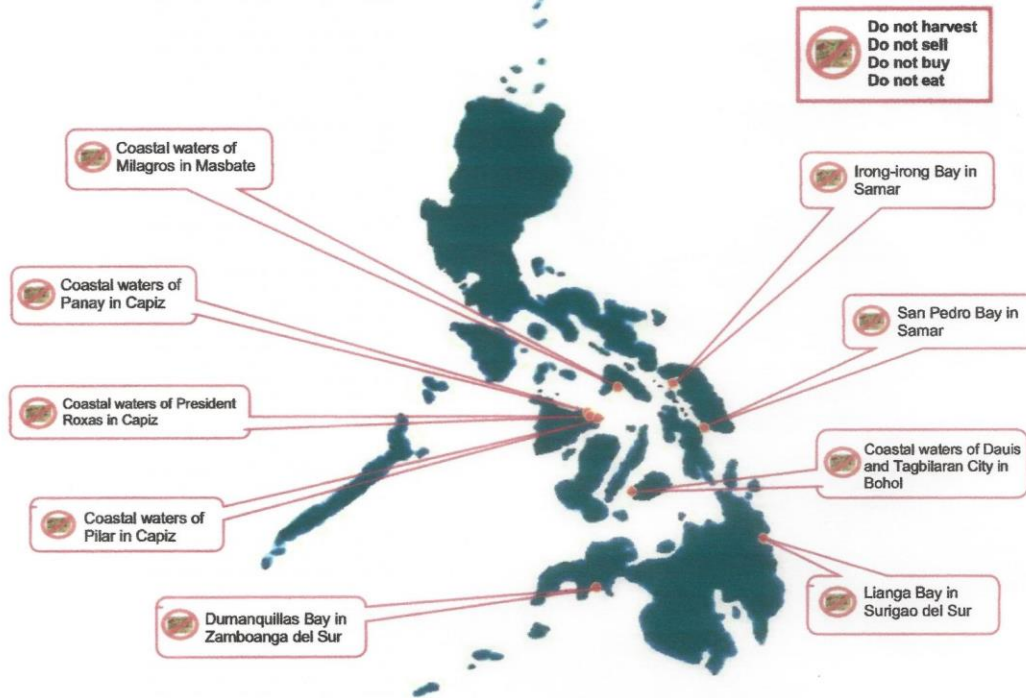 Do not harvest
Do not sell
Do not buy
Do not eat
Coastal waters of
Milagros in Masbate
Irong-irong Bay in
Samar
Coastal waters of
Panay in Capiz
San Pedro Bay in
Samar
Coastal waters of President
Roxas in Capiz
Coastal waters of Dauis
and Tagbilaran City in
Bohol
Coastal waters of
Pilar in Capiz
Lianga Bay in
Surigao del Sur
Dumanquillas Bay in
Zamboanga del Sur